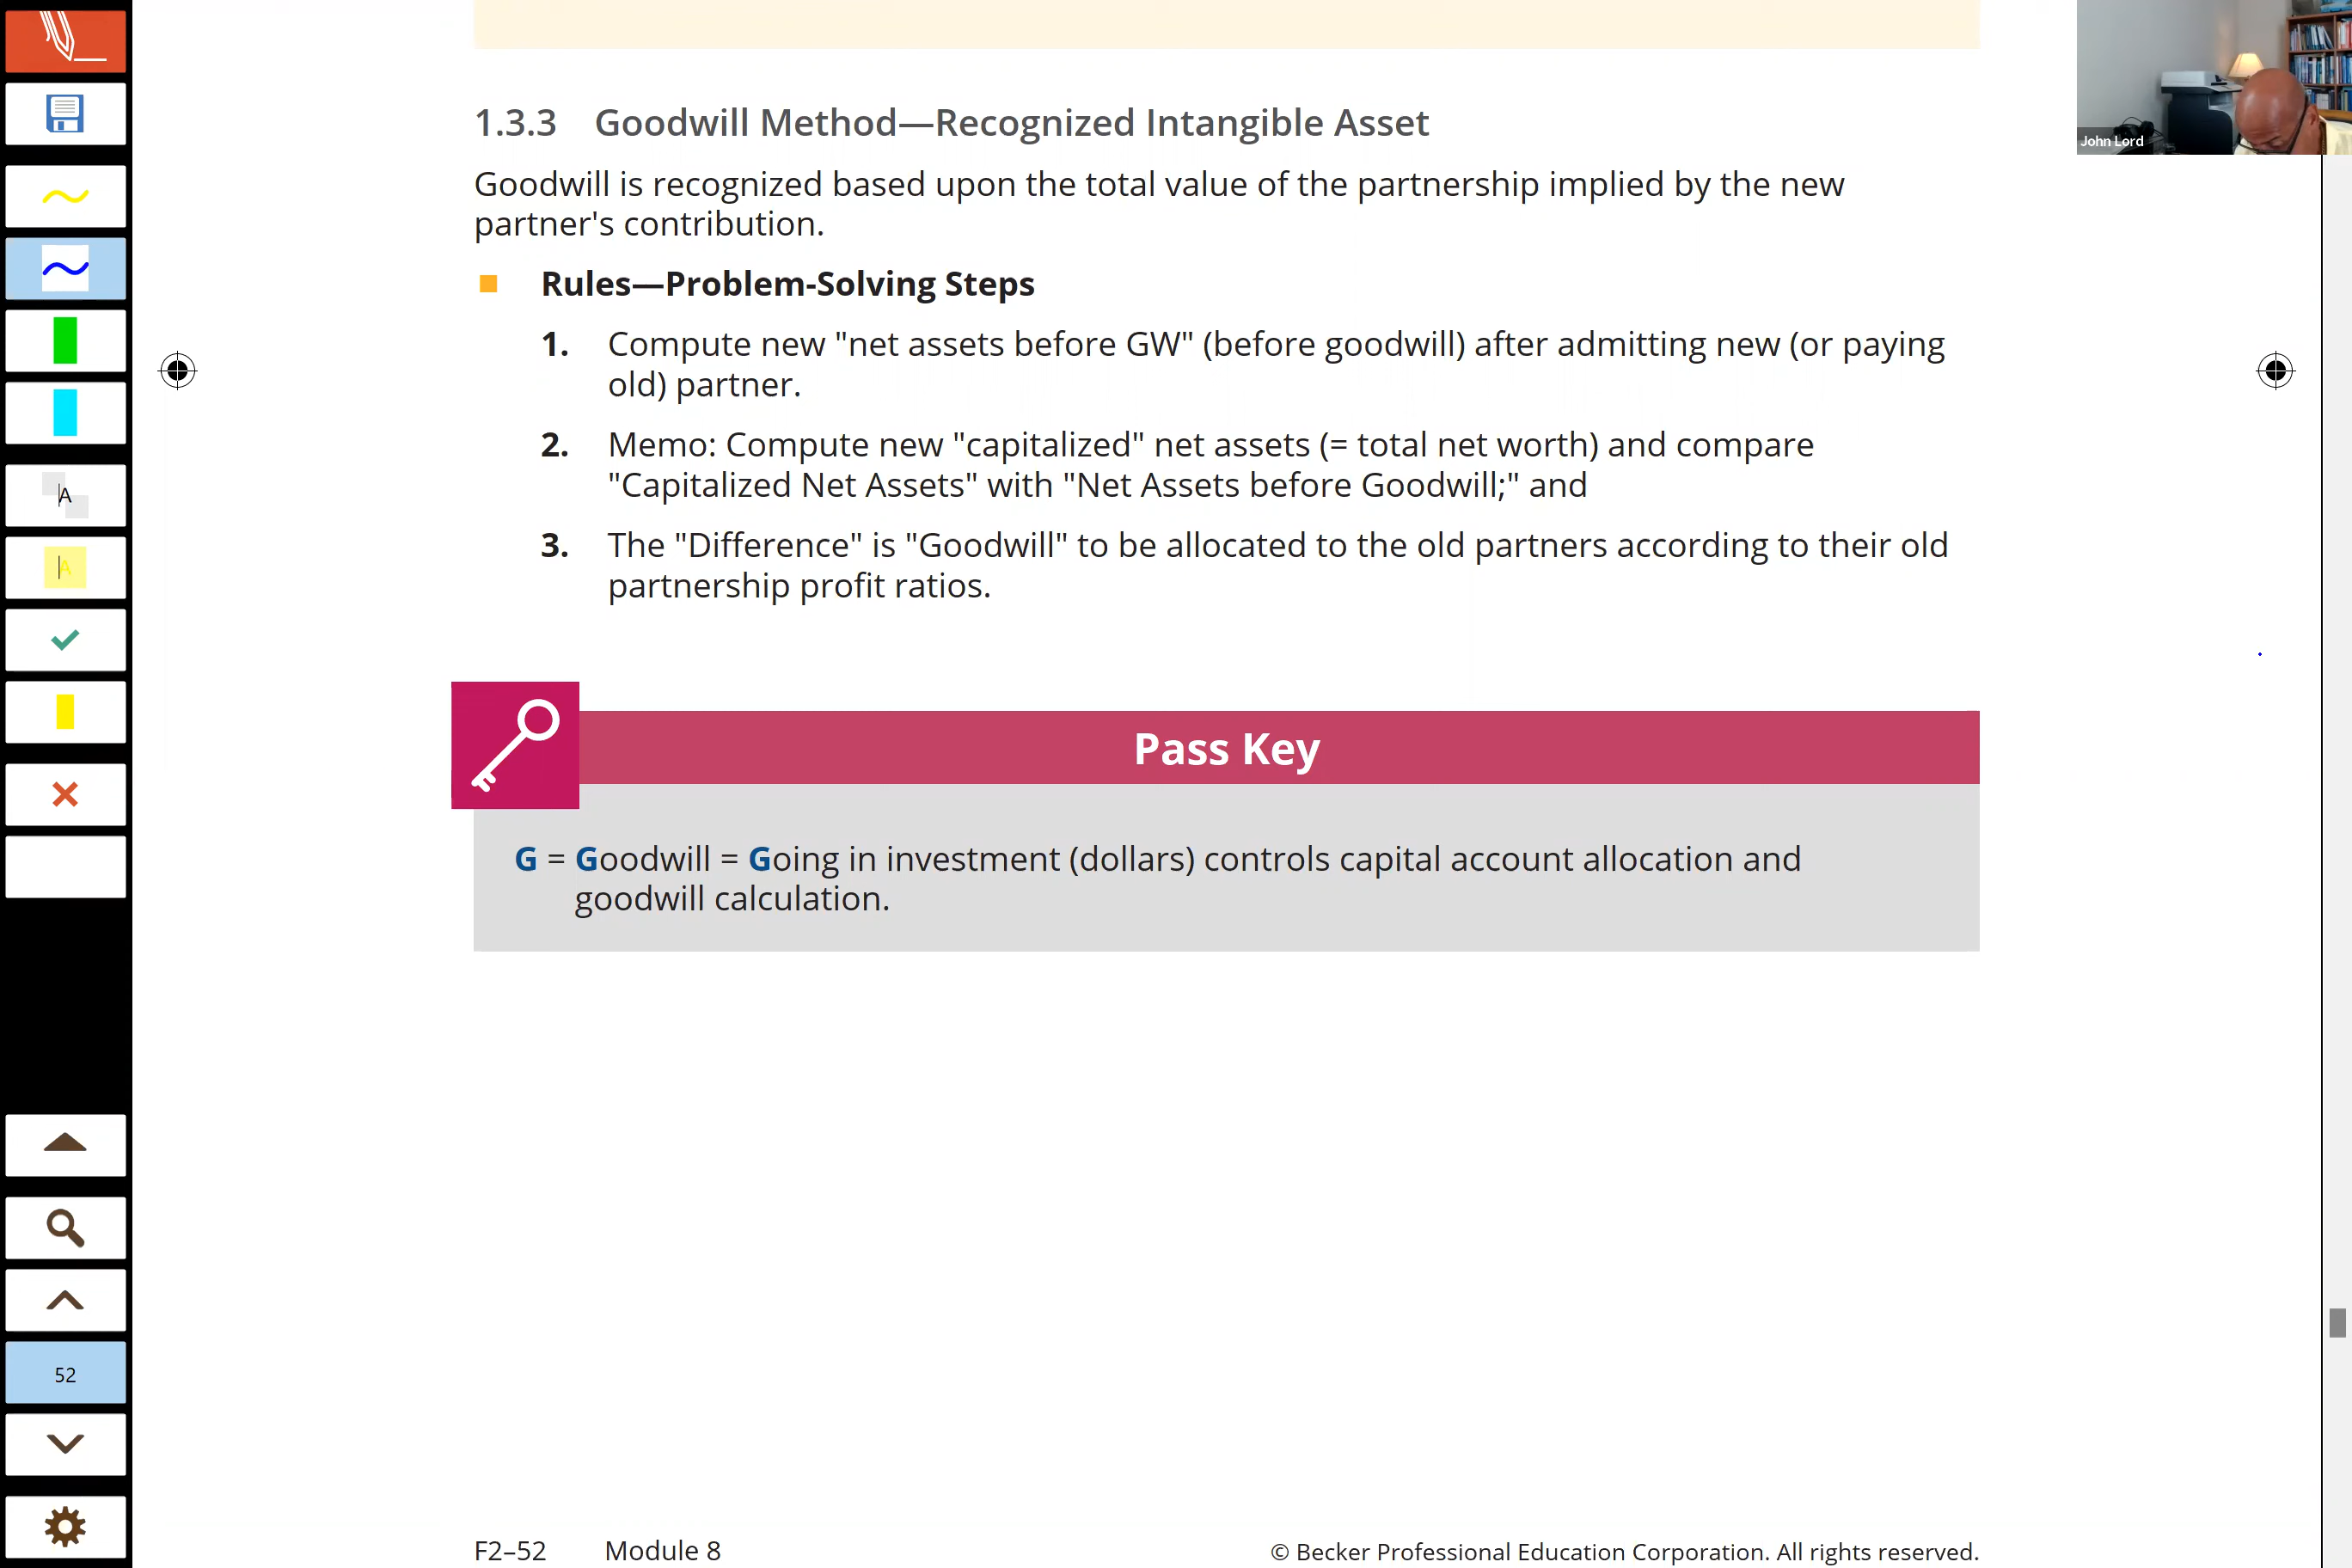 1.3.3 Goodwill Method—Recognized Intangible Asset
John Lord
Goodwill is recognized based upon the total value of the partnership implied by the new
partner's contribution.
Rules—Problem-Solving Steps
1. Compute new "net assets before GW" (before goodwill) after admitting new (or paying
old) partner.
2. Memo: Compute new "capitalized" net assets (= total net worth) and compare
"Capitalized Net Assets" with "Net Assets before Goodwill;" and
3. The "Difference" is "Goodwill" to be allocated to the old partners according to their old
partnership profit ratios.
A
A
Pass Key
G = Goodwill = Going in investment (dollars) controls capital account allocation and
goodwill calculation.
52
F2–52 Module 8 © Becker Professional Education Corporation. All rights reserved.